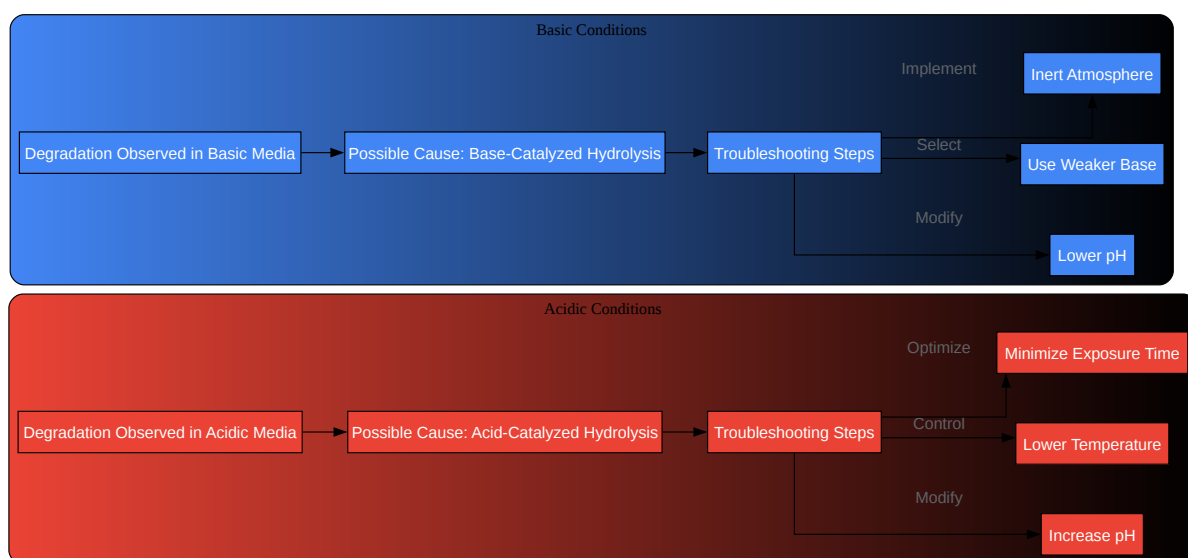 Basic Conditions
Implement
Inert Atmosphere
Degradation Observed in Basic Media
Possible Cause: Base-Catalyzed Hydrolysis
Troubleshooting Steps
Select
Use Weaker Base
Modify
Lower pH
Acidic Conditions
Optimize
Minimize Exposure Time
Degradation Observed in Acidic Media
Possible Cause: Acid-Catalyzed Hydrolysis
Troubleshooting Steps
Control
Lower Temperature
Modify
Increase pH